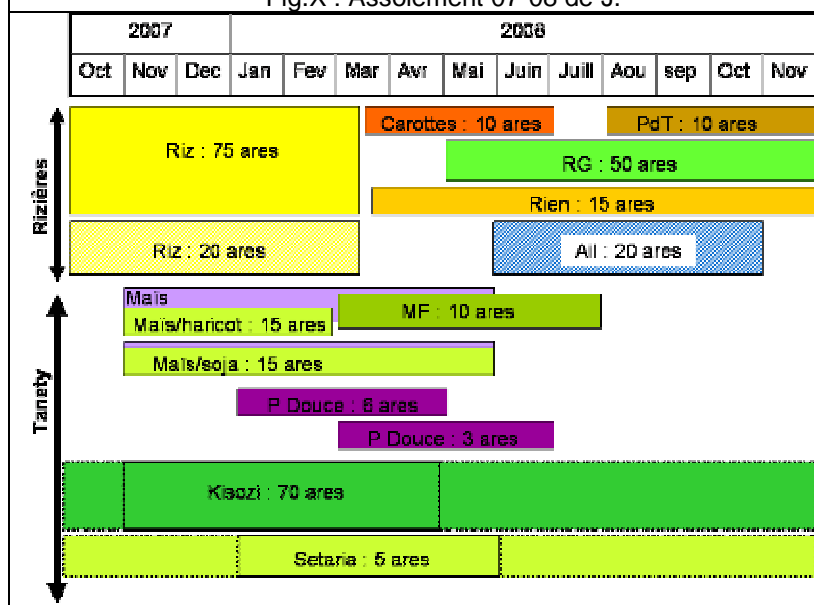 Fig.X : Assolement 07-08 de J.
2007 2008
Oct Nov Dec Jan Fev Mar Avr Mai Juin Juill Aou sep Oct Nov
Rizières
Riz : 75 ares
Carottes : 10 ares
PdT : 10 ares
RG : 50 ares
Rien : 15 ares
Riz : 20 ares
Ail : 20 ares
Tanety
Maïs
Maïs/haricot : 15 ares
MF : 10 ares
Maïs/soja : 15 ares
P Douce : 6 ares
P Douce : 3 ares
Kisozi : 70 ares
Setaria : 5 ares